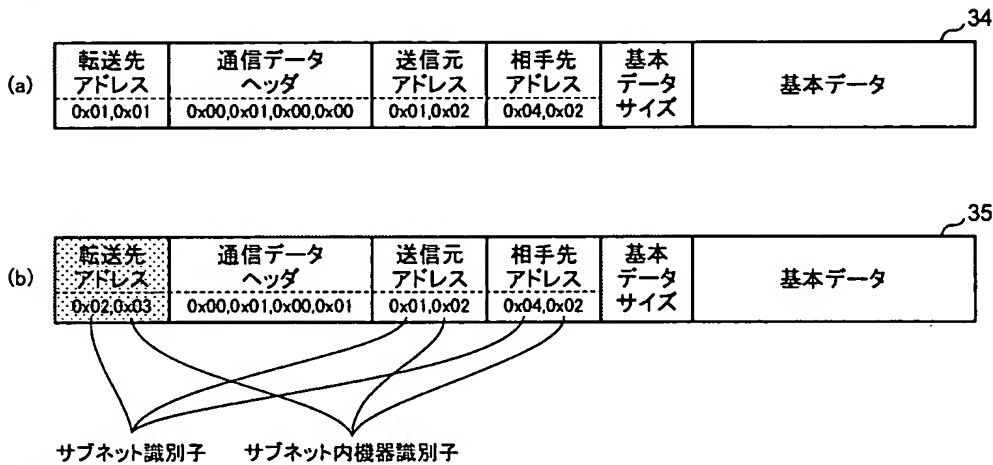 34
(a)
転送先 通信データ 送信元 相手先 基本
アドレス ヘッダ アドレス アドレス データ 基本データ
0x01,0x01 0x00,0x01,0x00,0x00 0x01,0x02 0x04,0x02 サイズ
35
(b)
転送先 通信データ 送信元 相手先 基本
アドレス ヘッダ アドレス アドレス データ 基本データ
0x02,0x03 0x00,0x01,0x00,0x01 0x01,0x02 0x04,0x02 サイズ
サブネット識別子 サブネット内機器識別子